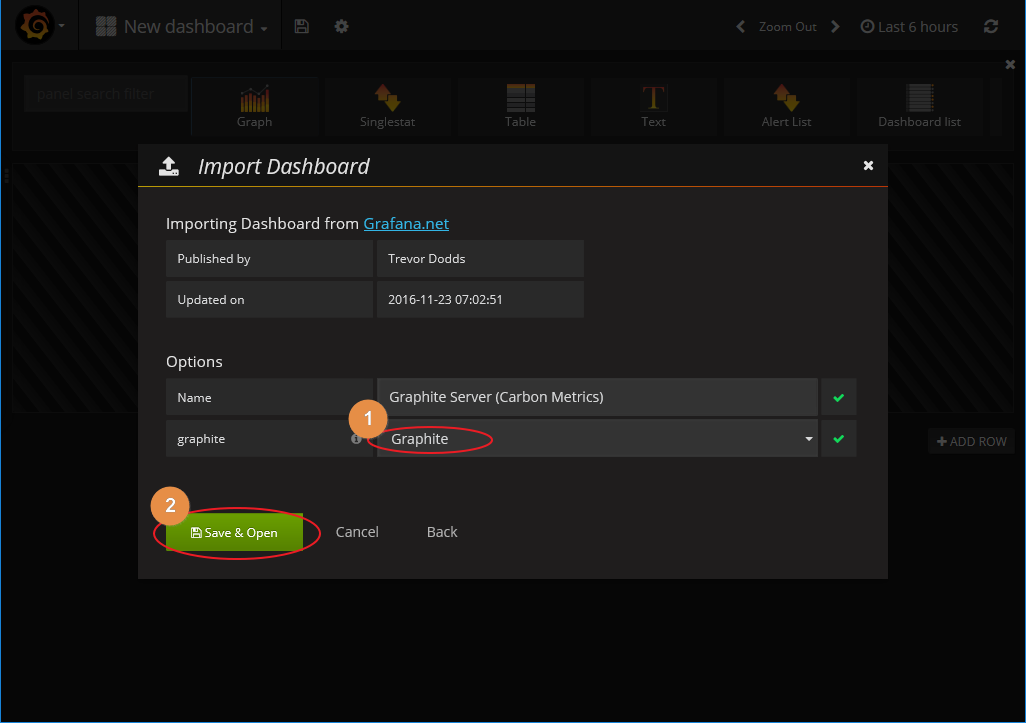 New dashboard
Zoom Out
Last 6 hours
panel search filter
Graph
Singlestat
Table
Text
Alert List
Dashboard list
Import Dashboard
Importing Dashboard from Grafana.net
Published by Trevor Dodds
Updated on 2016-11-23 07:02:51
Options
Name Graphite Server (Carbon Metrics)
1
graphite Graphite
ADD ROW
2
Save & Open Cancel Back